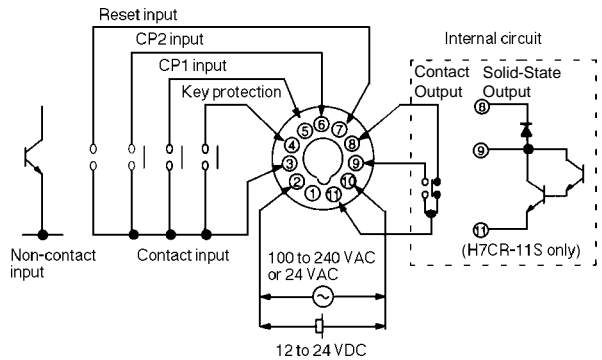 Reset input
CP2 input
Internal circuit
CP1 input
Contact Output
Solid-State Output
Key protection
8
9
11
6
5
7
4
8
3
9
2
10
1
11
Non-contact input
Contact input
(H7CR-11S only)
100 to 240 VAC
or 24 VAC
12 to 24 VDC